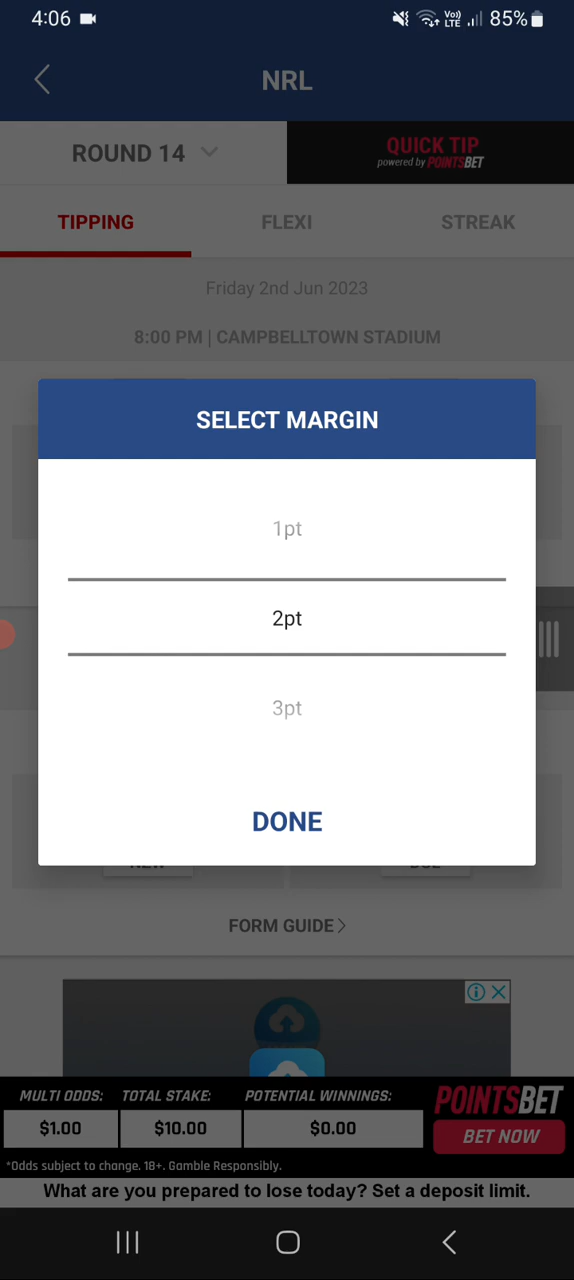 4:06
Vo)) LTE 85%
NRL
ROUND 14
QUICK TIP
powered by POINTSBET
TIPPING FLEXI STREAK
Friday 2nd Jun 2023
8:00 PM | CAMPBELLTOWN STADIUM
SELECT MARGIN
1pt
2pt
3pt
DONE
FORM GUIDE
MULTI ODDS: TOTAL STAKE: POTENTIAL WINNINGS:
$1.00 $10.00 $0.00
POINTSBET
BET NOW
*Odds subject to change. 18+. Gamble Responsibly.
What are you prepared to lose today? Set a deposit limit.